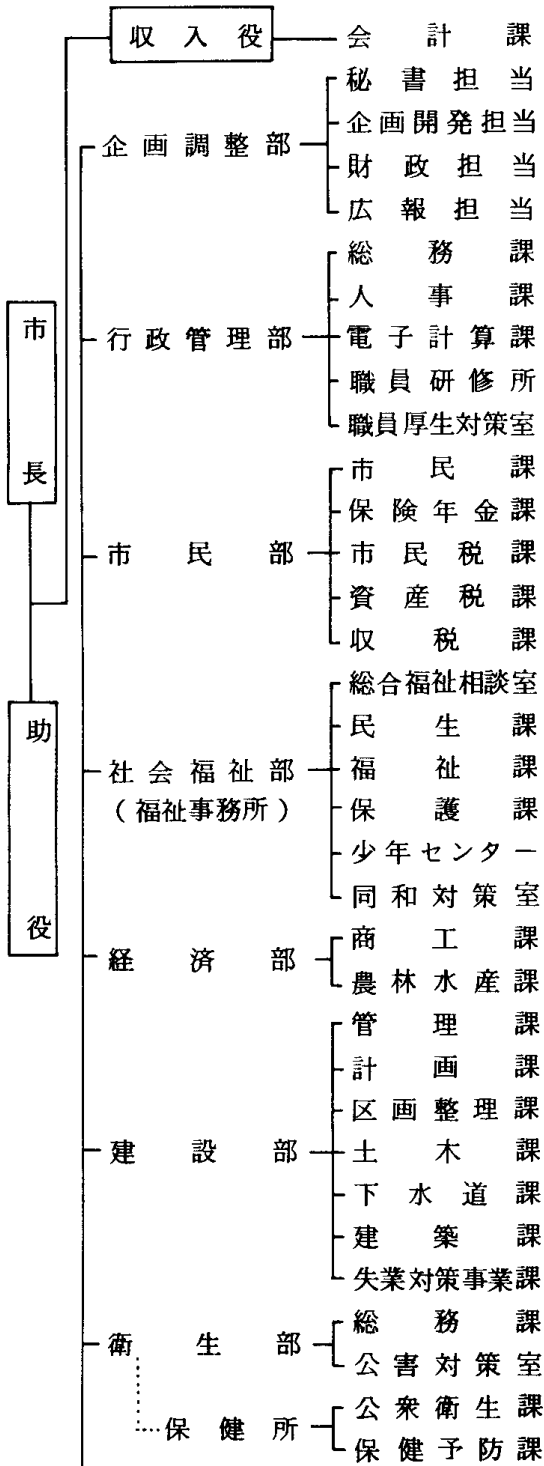 市長
助役
収入役
会計課
企画調整部
秘書担当
企画開発担当
財政担当
広報担当
行政管理部
総務課
人事課
電子計算課
職員研修所
職員厚生対策室
市民部
市民課
保険年金課
市民税課
資産税課
収税課
社会福祉部
(福祉事務所)
総合福祉相談室
民生課
福祉課
保護課
少年センター
同和対策室
経済部
商工課
農林水産課
建設部
管理課
計画課
区画整理課
土木課
下水道課
建築課
失業対策事業課
衛生部
総務課
公害対策室
保健所
公衆衛生課
保健予防課